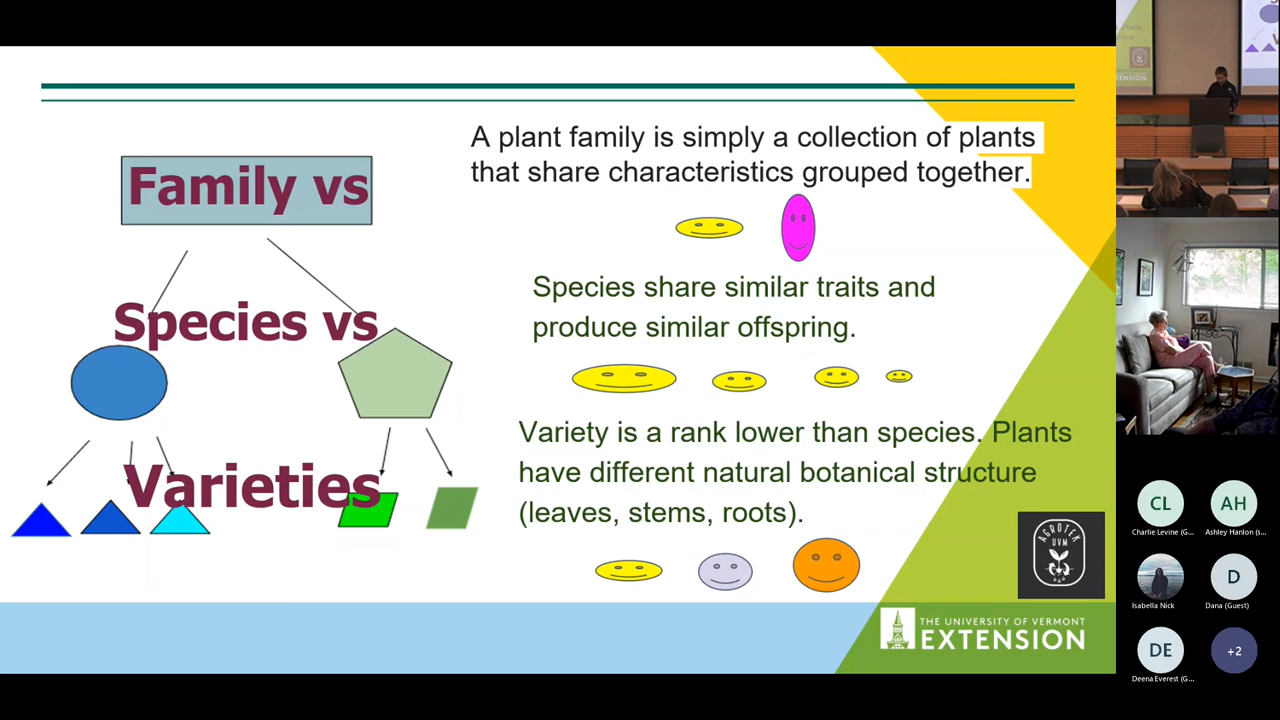 Family vs
Species vs
Varieties
A plant family is simply a collection of plants
that share characteristics grouped together.
Species share similar traits and
produce similar offspring.
Variety is a rank lower than species. Plants
have different natural botanical structure
(leaves, stems, roots).
AGROTEK
UVM
THE UNIVERSITY OF VERMONT
EXTENSION
EXTENSION
CL
AH
Charlie Levine (G...
Ashley Hanlon (s...
D
Isabella Nick
Dana (Guest)
DE
+2
Deena Everest (G...